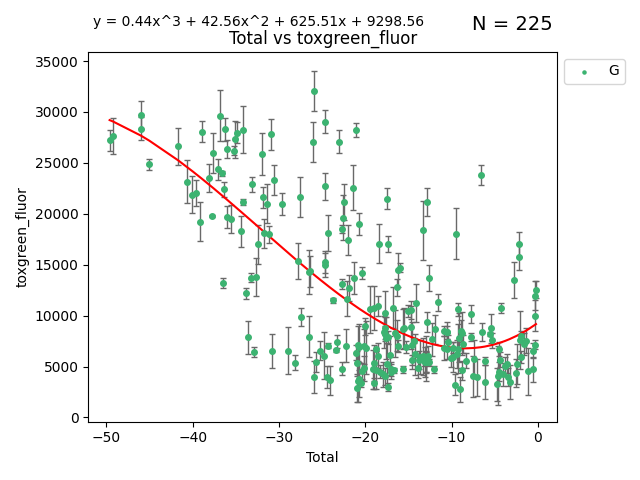 y = 0.44x^3 + 42.56x^2 + 625.51x + 9298.56
N = 225
Total vs toxgreen_fluor
G
toxgreen_fluor
35000
30000
25000
20000
15000
10000
5000
0
−50
−40
−30
−20
−10
0
Total